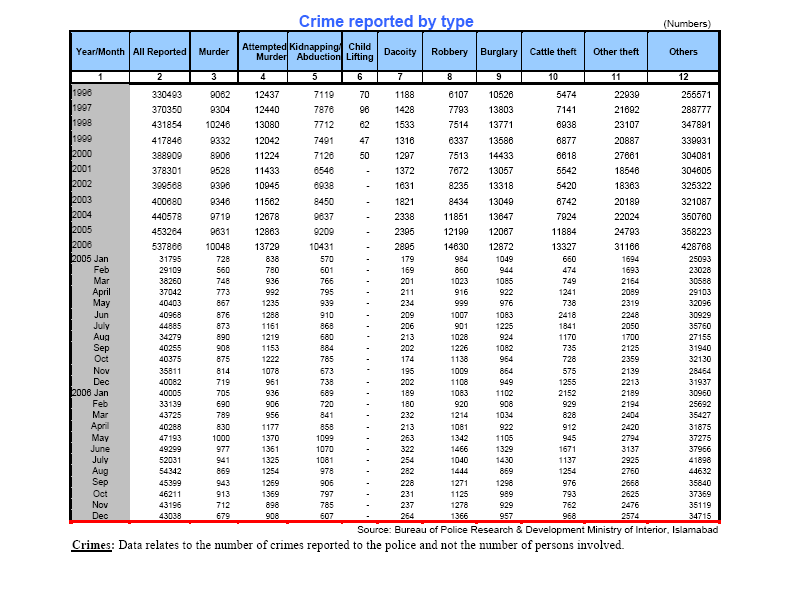 Crime reported by type
(Numbers)
Year/Month All Reported Murder Attempted Murder Kidnapping/ Abduction Child Lifting Dacoity Robbery Burglary Cattle theft Other theft Others
1 2 3 4 5 6 7 8 9 10 11 12
1996 330493 9062 12437 7119 70 1188 6107 10526 5474 22939 255571
1997 370350 9304 12440 7876 96 1428 7793 13803 7141 21692 288777
1998 431854 10246 13080 7712 62 1533 7514 13771 6938 23107 347891
1999 417846 9332 12042 7491 47 1316 6337 13586 6877 20887 339931
2000 388909 8906 11224 7126 50 1297 7513 14433 6618 27661 304081
2001 378301 9528 11433 6546 - 1372 7672 13057 5542 18546 304605
2002 399568 9396 10945 6938 - 1631 8235 13318 5420 18363 325322
2003 400680 9346 11562 8450 - 1821 8434 13049 6742 20189 321087
2004 440578 9719 12678 9637 - 2338 11851 13647 7924 22024 350760
2005 453264 9631 12863 9209 - 2395 12199 12067 11884 24793 358223
2006 537866 10048 13729 10431 - 2895 14630 12872 13327 31166 428768
2005 Jan 31795 728 838 570 - 179 984 1049 660 1694 25093
Feb 29109 560 780 601 - 169 860 944 474 1693 23028
Mar 38260 748 936 766 - 201 1023 1085 749 2164 30588
April 37042 773 992 795 - 211 916 922 1241 2089 29103
May 40403 867 1235 939 - 234 999 976 738 2319 32096
Jun 40968 876 1288 910 - 209 1007 1083 2418 2248 30929
July 44885 873 1161 868 - 206 901 1225 1841 2050 35760
Aug 34279 890 1219 680 - 213 1028 924 1170 1700 27155
Sep 40255 908 1153 884 - 202 1226 1082 735 2125 31940
Oct 40375 875 1222 785 - 174 1138 964 728 2359 32130
Nov 35811 814 1078 673 - 195 1009 864 575 2139 28464
Dec 40082 719 961 738 - 202 1108 949 1255 2213 31937
2006 Jan 40005 705 936 689 - 189 1083 1102 2152 2189 30960
Feb 33139 690 906 720 - 180 920 908 929 2194 25692
Mar 43725 789 956 841 - 232 1214 1034 828 2404 35427
April 40288 830 1177 858 - 213 1081 922 912 2420 31875
May 47193 1000 1370 1099 - 263 1342 1105 945 2794 37275
June 49299 977 1361 1070 - 322 1466 1329 1671 3137 37966
July 52031 941 1325 1081 - 254 1040 1430 1137 2925 41898
Aug 54342 869 1254 978 - 282 1444 869 1254 2760 44632
Sep 45399 943 1269 906 - 228 1271 1298 976 2668 35840
Oct 46211 913 1369 797 - 231 1125 989 793 2625 37369
Nov 43196 712 898 785 - 237 1278 929 762 2476 35119
Dec 43038 679 908 607 - 264 1366 957 968 2574 34715
Source: Bureau of Police Research & Development Ministry of Interior, Islamabad
Crimes: Data relates to the number of crimes reported to the police and not the number of persons involved.